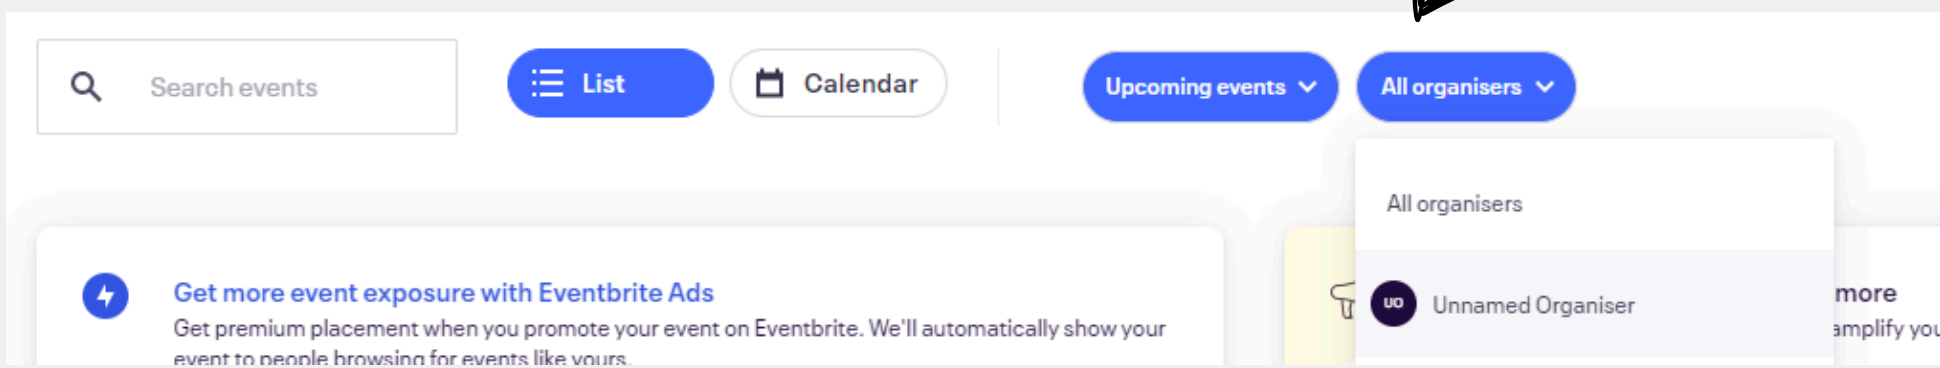 Search events
List
Calendar
Upcoming events
All organisers
All organisers
UO
Unnamed Organiser
Get more event exposure with Eventbrite Ads
Get premium placement when you promote your event on Eventbrite. We'll automatically show your
event to people browsing for events like yours.
more
amplify you